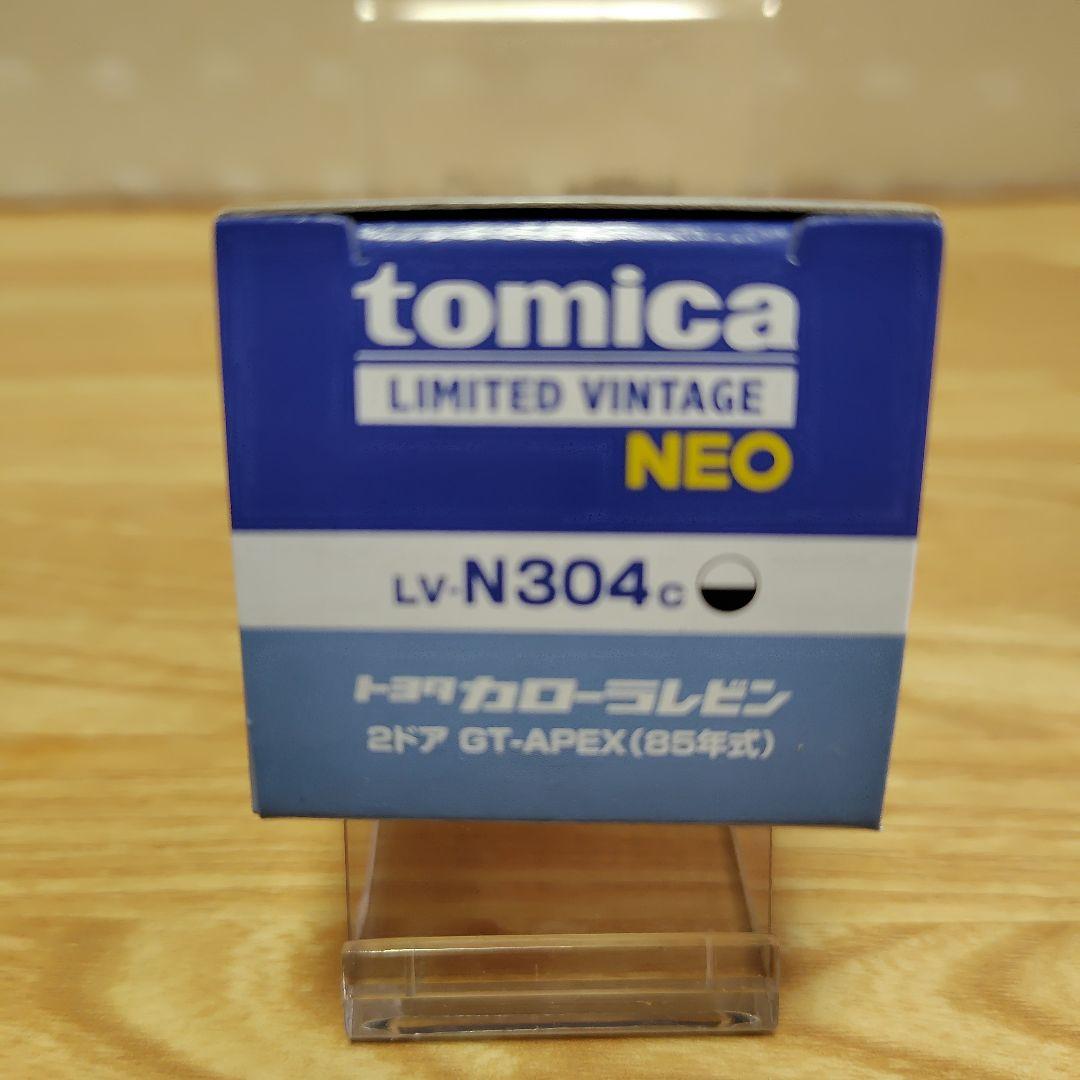 tomica
LIMITED VINTAGE
NEO
LV-N304c
トヨタ カローラレビン
2ドア GT-APEX(85年式)